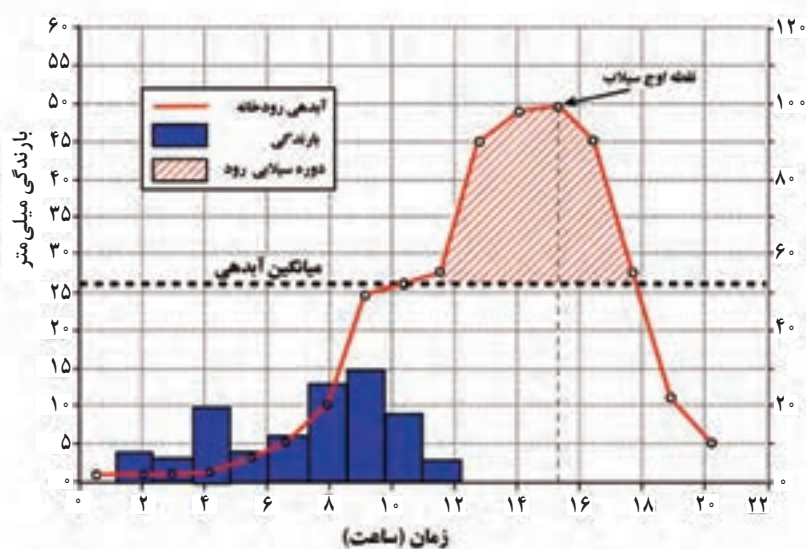 بارندگی میلی‌متر
۶۰
۵۵
۵۰
۴۵
۴۰
۳۵
۳۰
۲۵
۲۰
۱۵
۱۰
۵
۰
آبدهی رودخانه
بارندگی
دوره سیلابی رود
نقطه اوج سیلاب
میانگین آبدهی
۱۲۰
۱۰۰
۸۰
۶۰
۴۰
۲۰
۰
۰ ۲ ۴ ۶ ۸ ۱۰ ۱۲ ۱۴ ۱۶ ۱۸ ۲۰ ۲۲
زمان (ساعت)